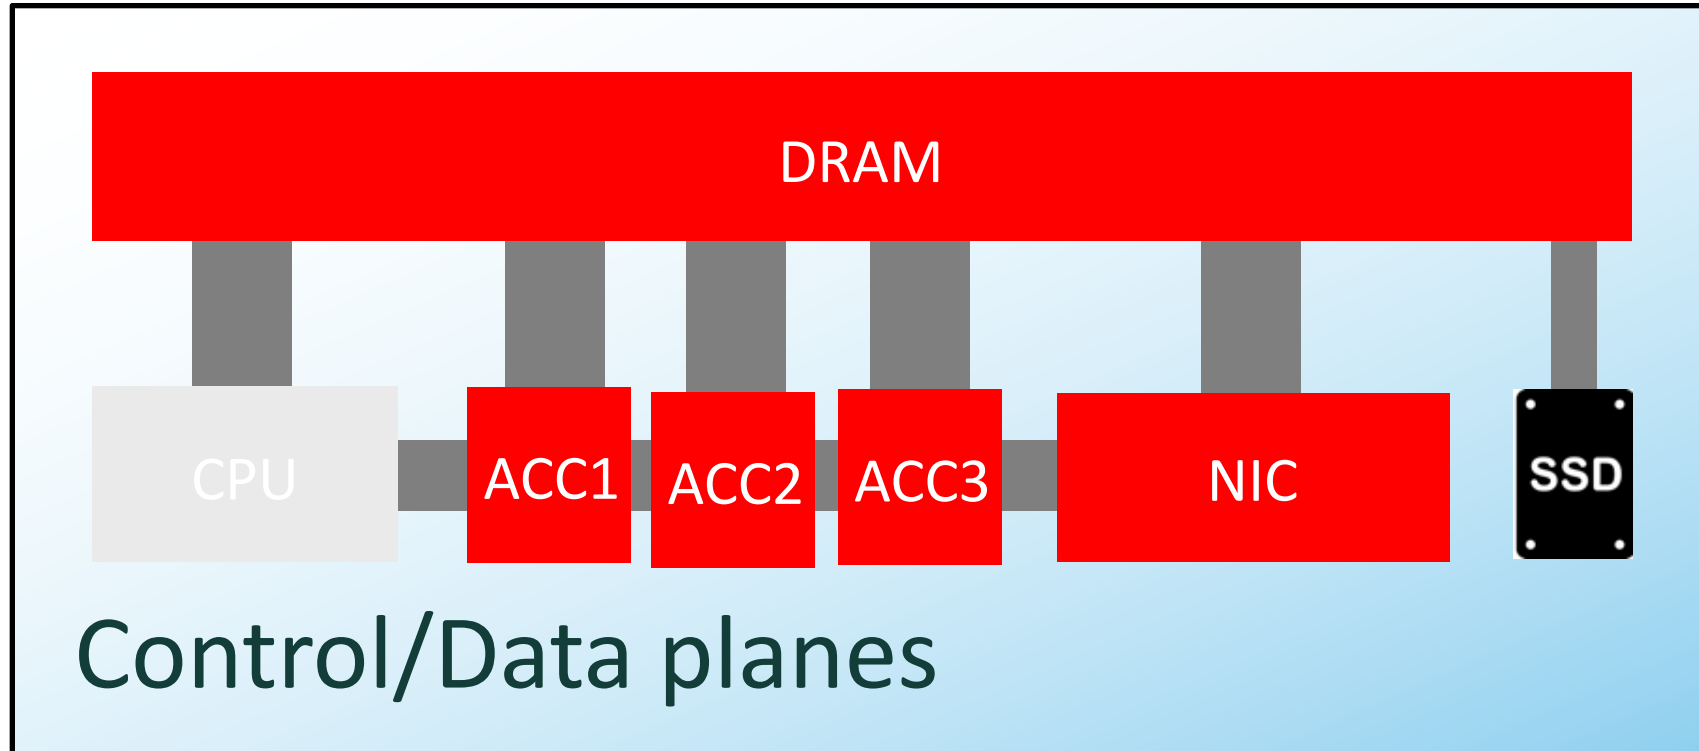 DRAM
CPU
ACC1
ACC2
ACC3
NIC
SSD
Control/Data planes